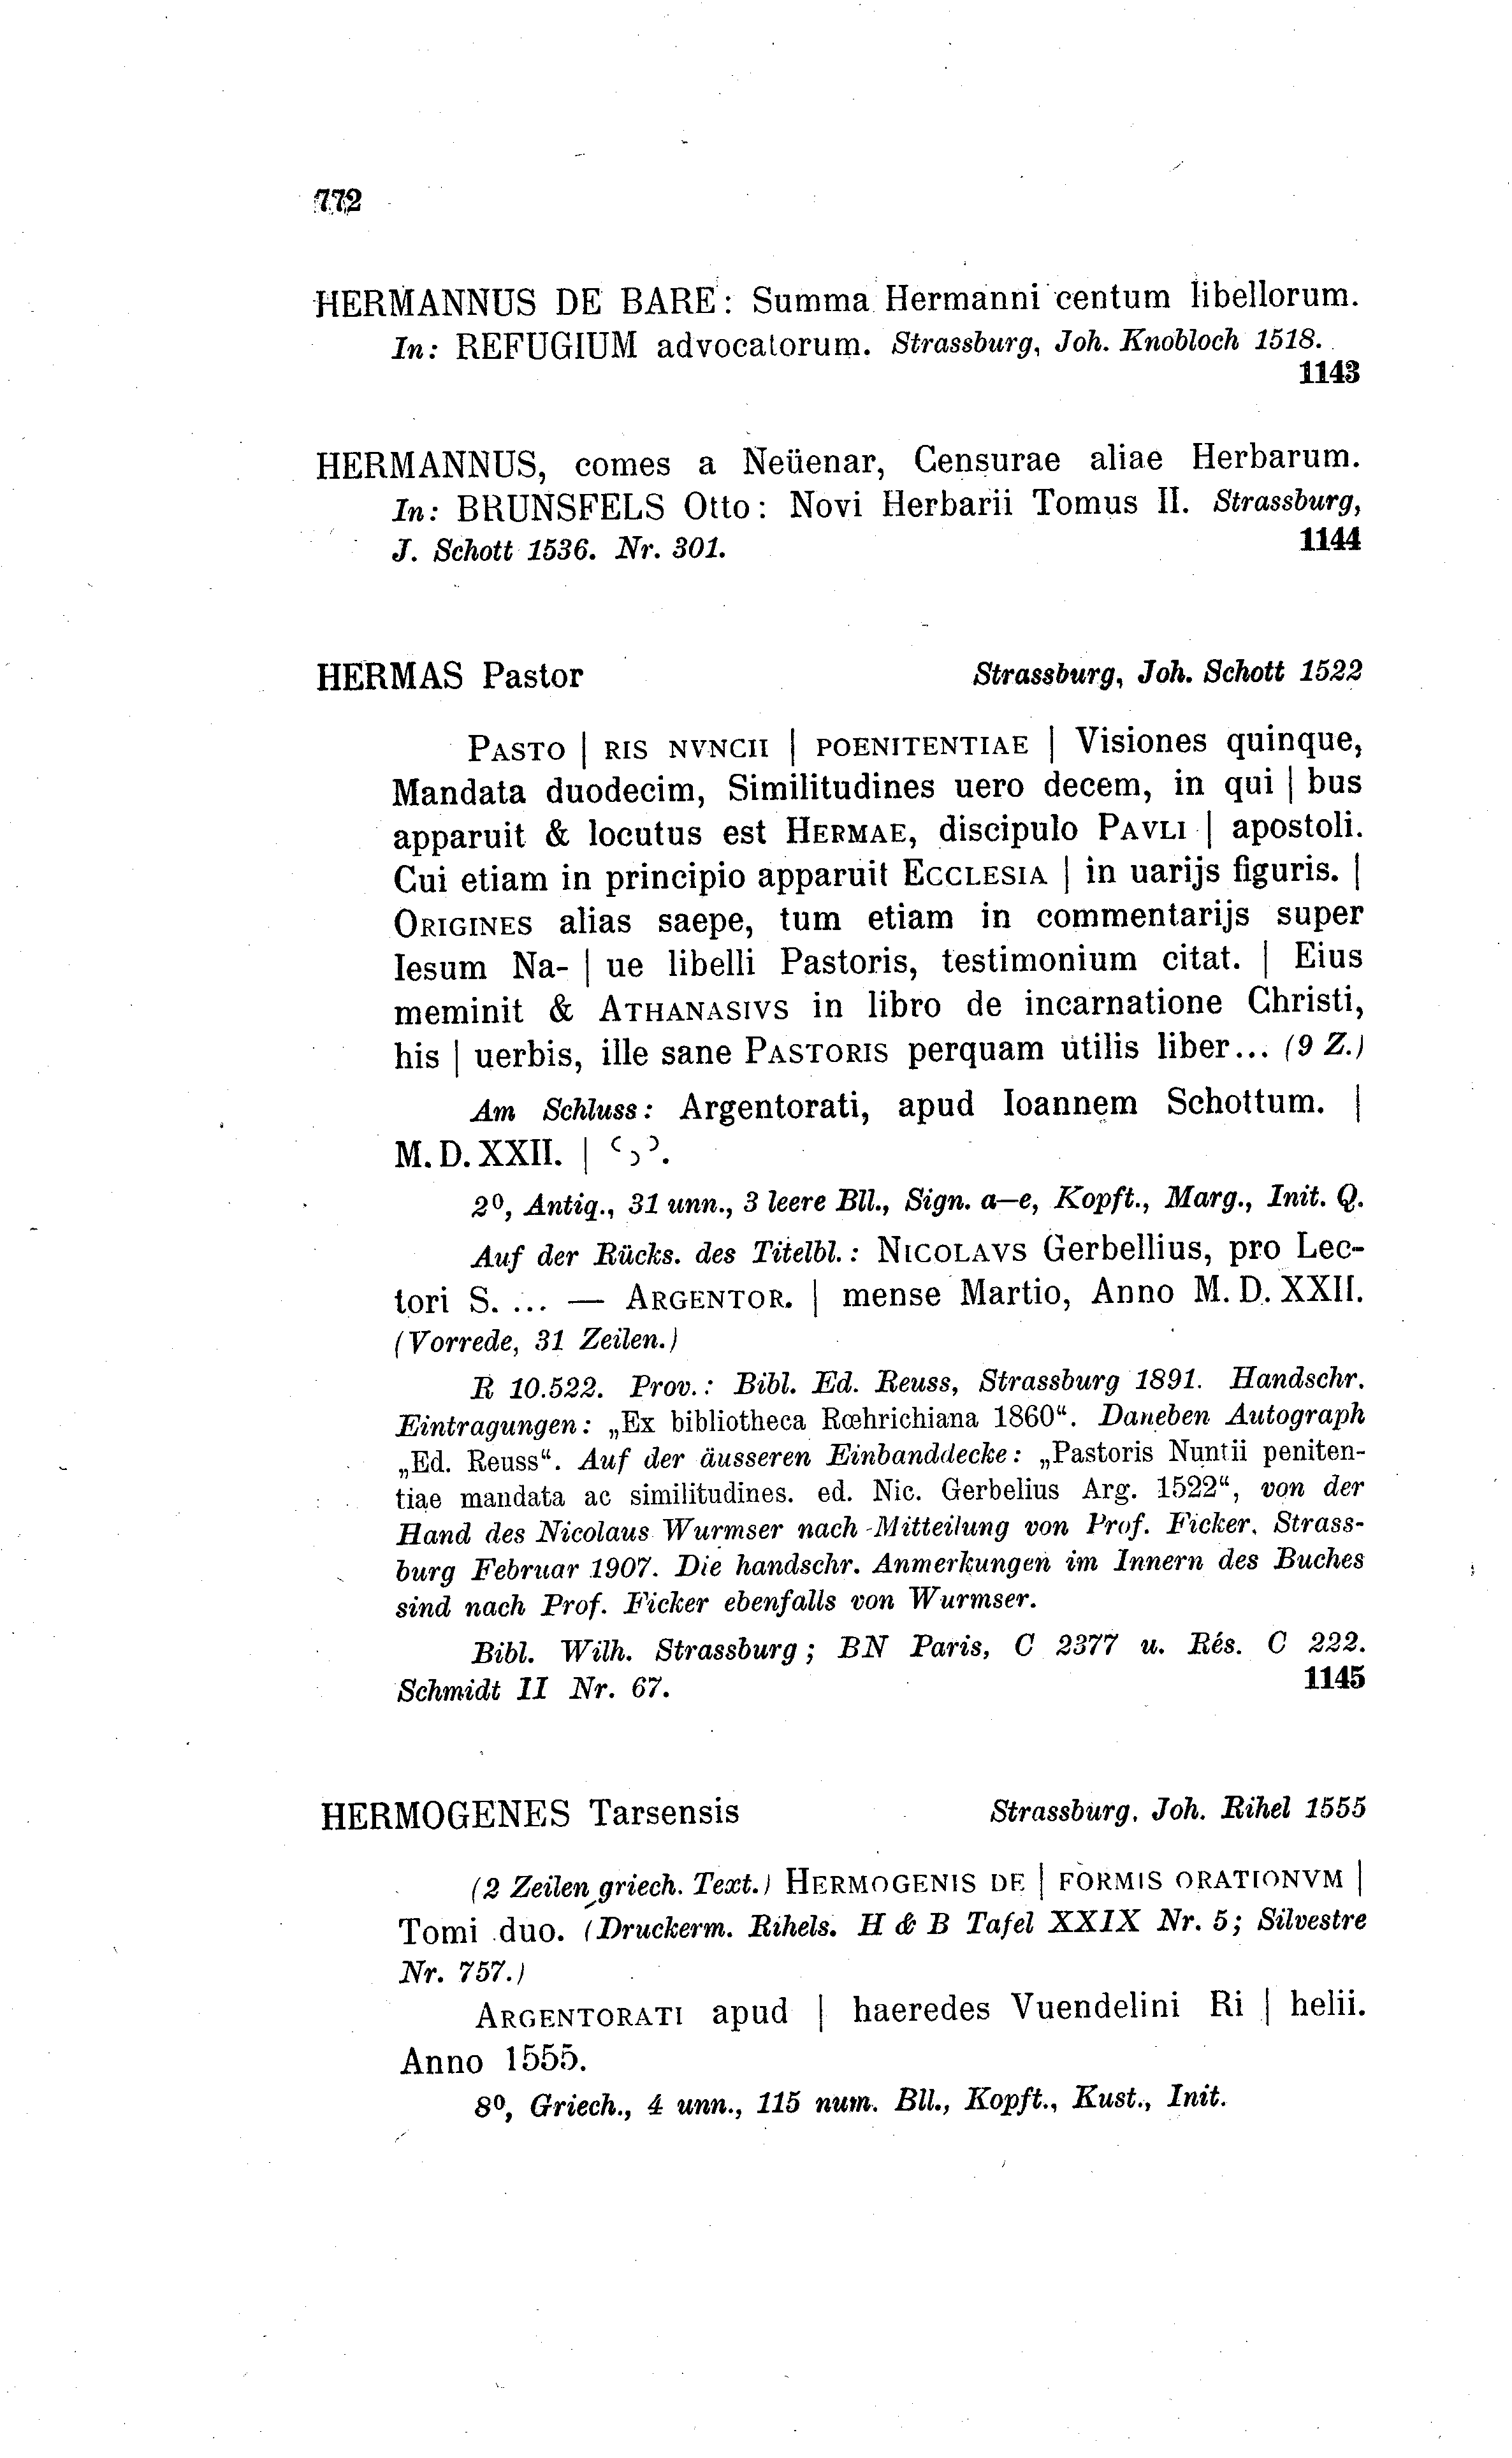 772
HERMANNUS DE BARE: Summa Hermanni centum libellorum.
In: REFUGIUM advocatorum. Strassburg, Joh. Knobloch 1518.
1143
HERMANNUS, comes a Neüenar, Censurae aliae Herbarum.
In: BRUNSFELS Otto: Novi Herbarii Tomus II. Strassburg,
J. Schott 1536. Nr. 301. 1144
HERMAS Pastor Strassburg, Joh. Schott 1522
PASTO | RIS NVNCII | POENITENTIAE | Visiones quinque,
Mandata duodecim, Similitudines uero decem, in qui | bus
apparuit & locutus est HERMAE, discipulo PAVLI | apostoli.
Cui etiam in principio apparuit ECCLESIA | in uarijs figuris. |
ORIGINES alias saepe, tum etiam in commentarijs super
Iesum Na- | ue libelli Pastoris, testimonium citat. | Eius
meminit & ATHANASIVS in libro de incarnatione Christi,
his | uerbis, ille sane PASTORIS perquam utilis liber... (9 Z.)
Am Schluss: Argentorati, apud Ioannem Schottum. |
M. D. XXII. |
2⁰, Antiq., 31 unn., 3 leere Bll., Sign. a—e, Kopft., Marg., Init. Q.
Auf der Rücks. des Titelbl.: NICOLAVS Gerbellius, pro Lec-
tori S. ... — ARGENTOR. | mense Martio, Anno M. D. XXII.
(Vorrede, 31 Zeilen.)
R 10.522. Prov.: Bibl. Ed. Reuss, Strassburg 1891. Handschr.
Eintragungen: „Ex bibliotheca Rœhrichiana 1860“. Daneben Autograph
„Ed. Reuss“. Auf der äusseren Einbanddecke: „Pastoris Nuntii peniten-
tiae mandata ac similitudines. ed. Nic. Gerbelius Arg. 1522“, von der
Hand des Nicolaus Wurmser nach Mitteilung von Prof. Ficker, Strass-
burg Februar 1907. Die handschr. Anmerkungen im Innern des Buches
sind nach Prof. Ficker ebenfalls von Wurmser.
Bibl. Wilh. Strassburg; BN Paris, C 2377 u. Rés. C 222.
Schmidt II Nr. 67. 1145
HERMOGENES Tarsensis Strassburg, Joh. Rihel 1555
(2 Zeilen griech. Text.) HERMOGENIS DE | FORMIS ORATIONVM |
Tomi duo. (Druckerm. Rihels. H & B Tafel XXIX Nr. 5; Silvestre
Nr. 757.)
ARGENTORATI apud | haeredes Vuendelini Ri | helii.
Anno 1555.
8⁰, Griech., 4 unn., 115 num. Bll., Kopft., Kust., Init.